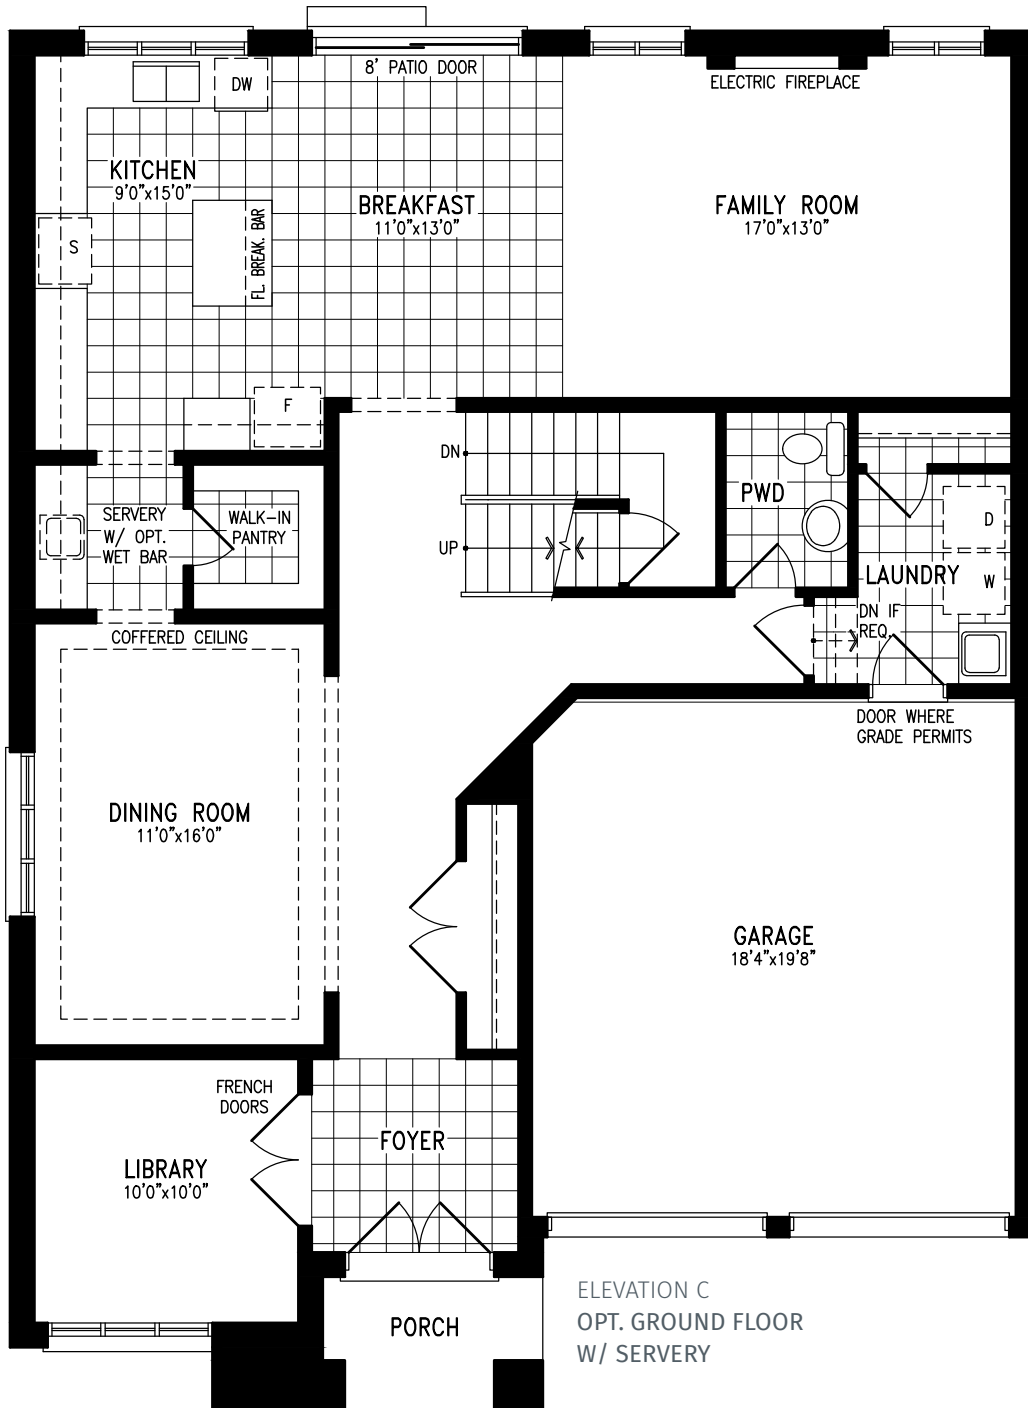 8' PATIO DOOR
ELECTRIC FIREPLACE
DW
KITCHEN
9'0"x15'0"
BREAKFAST
11'0"x13'0"
FAMILY ROOM
17'0"x13'0"
S
FL. BREAK. BAR
F
DN
UP
PWD
SERVERY
W/ OPT.
WET BAR
WALK-IN
PANTRY
D
W
LAUNDRY
DN IF
REQ.
COFFERED CEILING
DOOR WHERE
GRADE PERMITS
DINING ROOM
11'0"x16'0"
GARAGE
18'4"x19'8"
FRENCH
DOORS
FOYER
LIBRARY
10'0"x10'0"
PORCH
ELEVATION C
OPT. GROUND FLOOR
W/ SERVERY